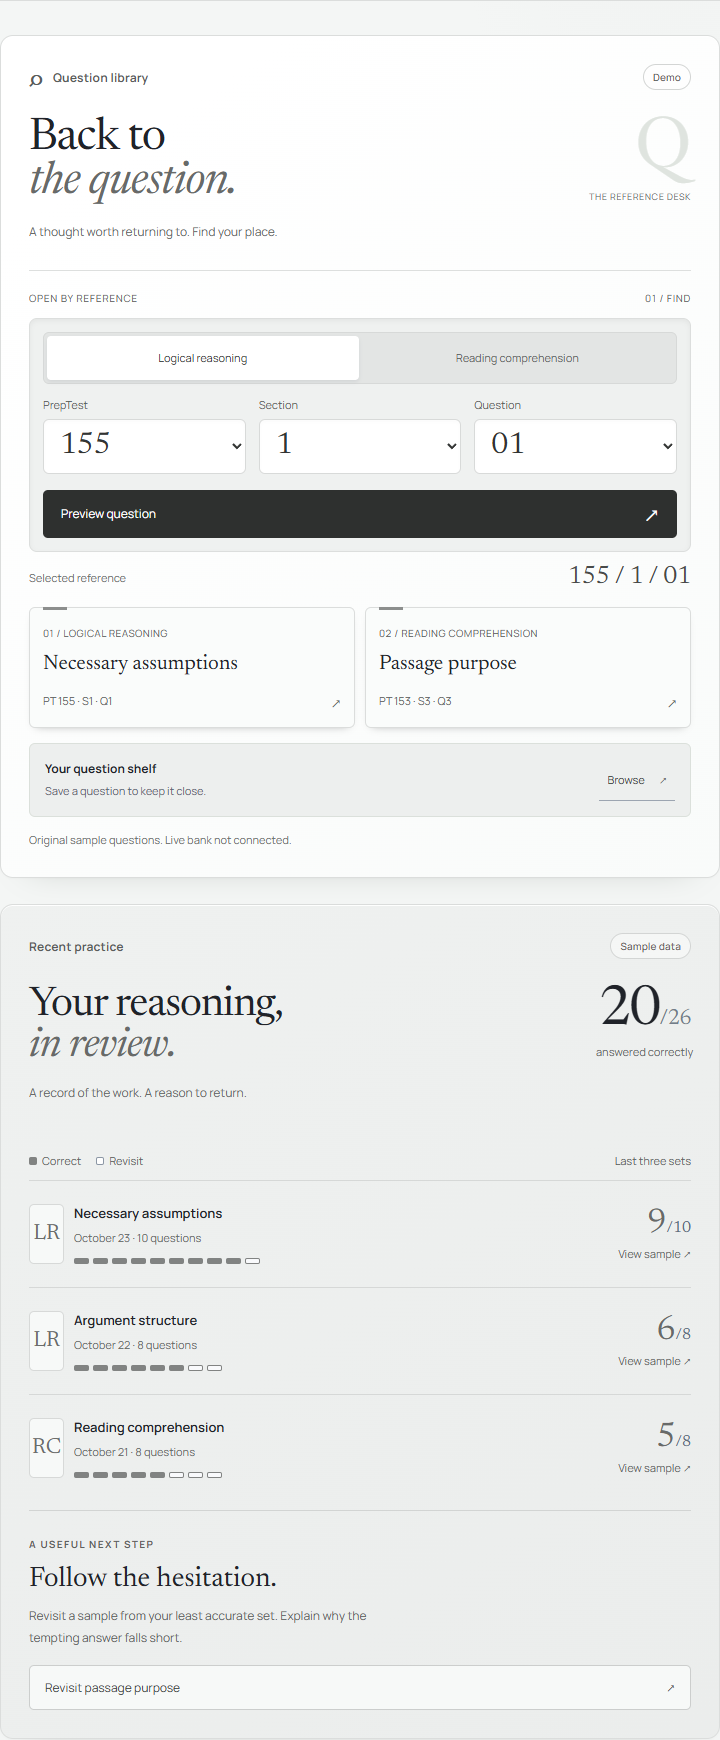 Question library
Demo
Back to
the question.
Q
THE REFERENCE DESK
A thought worth returning to. Find your place.
OPEN BY REFERENCE
01 / FIND
Logical reasoning
Reading comprehension
PrepTest
Section
Question
155
1
01
Preview question ↗
Selected reference
155 / 1 / 01
01 / LOGICAL REASONING
Necessary assumptions
PT 155 · S1 · Q1 ↗
02 / READING COMPREHENSION
Passage purpose
PT 153 · S3 · Q3 ↗
Your question shelf
Save a question to keep it close.
Browse ↗
Original sample questions. Live bank not connected.
Recent practice
Sample data
Your reasoning,
in review.
20/26
answered correctly
A record of the work. A reason to return.
Correct
Revisit
Last three sets
LR
Necessary assumptions
October 23 · 10 questions
9/10
View sample ↗
LR
Argument structure
October 22 · 8 questions
6/8
View sample ↗
RC
Reading comprehension
October 21 · 8 questions
5/8
View sample ↗
A USEFUL NEXT STEP
Follow the hesitation.
Revisit a sample from your least accurate set. Explain why the
tempting answer falls short.
Revisit passage purpose ↗